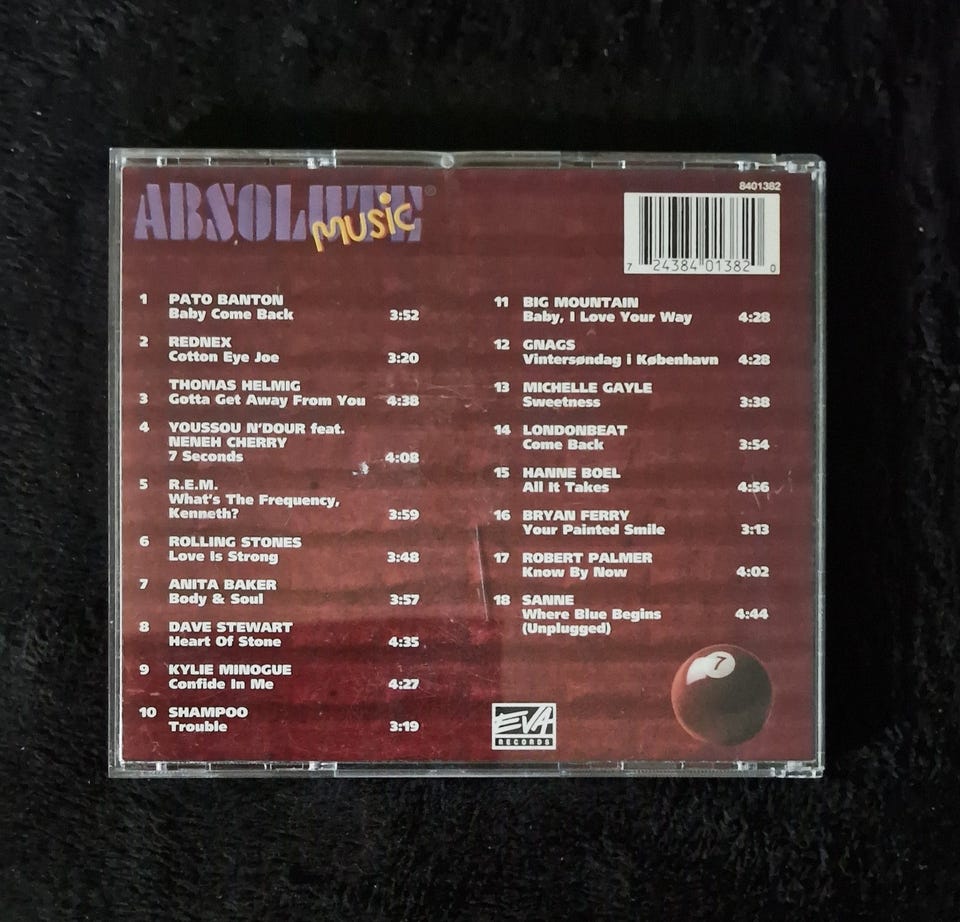 ABSOLUTE®
MUSIC
8401382
7 24384 01382 0
1 PATO BANTON
Baby Come Back 3:52
2 REDNEX
Cotton Eye Joe 3:20
THOMAS HELMIG
3 Gotta Get Away From You 4:38
4 YOUSSOU N'DOUR feat.
NENEH CHERRY
7 Seconds 4:08
5 R.E.M.
What's The Frequency,
Kenneth? 3:59
6 ROLLING STONES
Love Is Strong 3:48
7 ANITA BAKER
Body & Soul 3:57
8 DAVE STEWART
Heart Of Stone 4:35
9 KYLIE MINOGUE
Confide In Me 4:27
10 SHAMPOO
Trouble 3:19
11 BIG MOUNTAIN
Baby, I Love Your Way 4:28
12 GNAGS
Vintersøndag i København 4:28
13 MICHELLE GAYLE
Sweetness 3:38
14 LONDONBEAT
Come Back 3:54
15 HANNE BOEL
All It Takes 4:56
16 BRYAN FERRY
Your Painted Smile 3:13
17 ROBERT PALMER
Know By Now 4:02
18 SANNE
Where Blue Begins 4:44
(Unplugged)
7
EVA
RECORDS